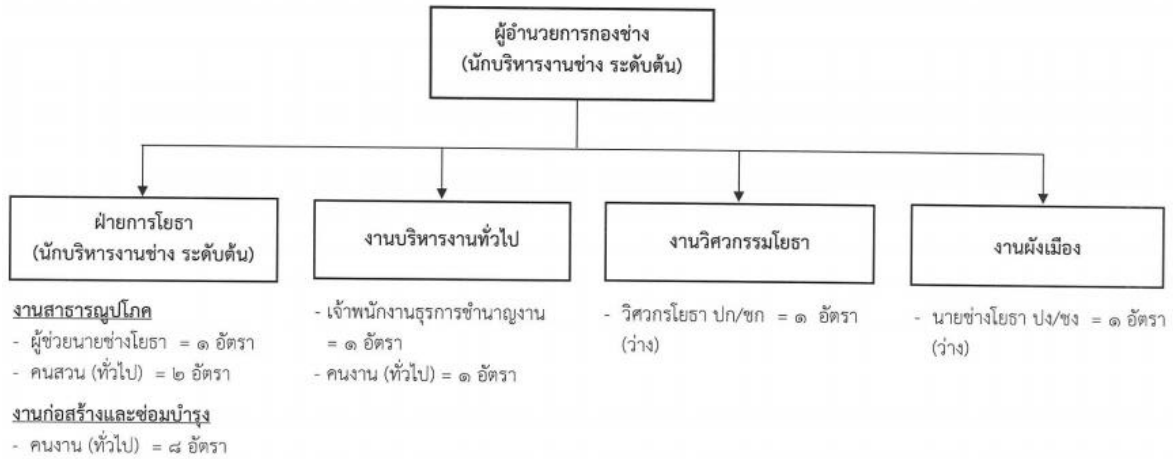 ผู้อำนวยการกองช่าง
(นักบริหารงานช่าง ระดับต้น)
ฝ่ายการโยธา
(นักบริหารงานช่าง ระดับต้น)
งานสาธารณูปโภค
- ผู้ช่วยนายช่างโยธา = ๑ อัตรา
- คนสวน (ทั่วไป) = ๒ อัตรา
งานก่อสร้างและซ่อมบำรุง
- คนงาน (ทั่วไป) = ๘ อัตรา
งานบริหารงานทั่วไป
- เจ้าพนักงานธุรการชำนาญงาน
= ๑ อัตรา
- คนงาน (ทั่วไป) = ๑ อัตรา
งานวิศวกรรมโยธา
- วิศวกรโยธา ปก/ชก = ๑ อัตรา
(ว่าง)
งานผังเมือง
- นายช่างโยธา ปง/ชง = ๑ อัตรา
(ว่าง)